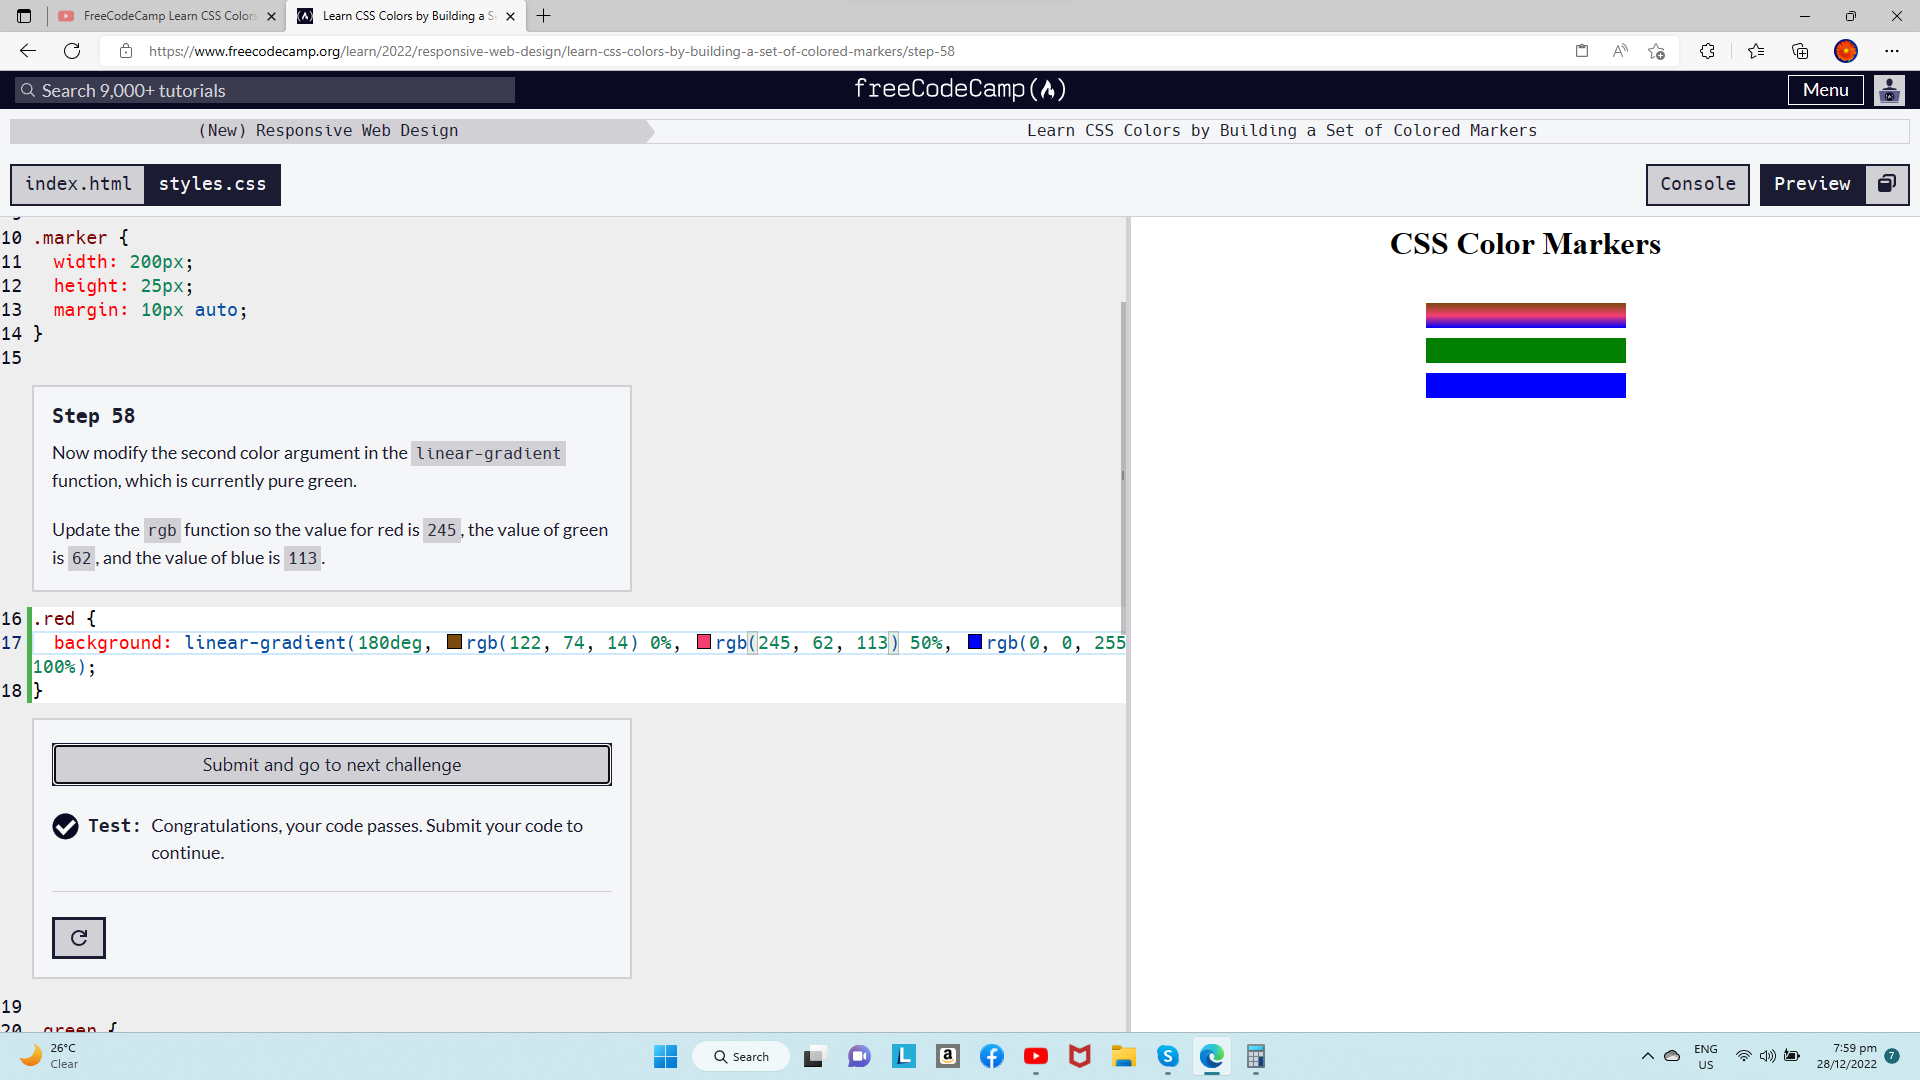 FreeCodeCamp Learn CSS Colors
Learn CSS Colors by Building a Se
https://www.freecodecamp.org/learn/2022/responsive-web-design/learn-css-colors-by-building-a-set-of-colored-markers/step-58
Search 9,000+ tutorials
freeCodeCamp
Menu
(New) Responsive Web Design
Learn CSS Colors by Building a Set of Colored Markers
index.html
styles.css
Console
Preview
10 .marker {
11 width: 200px;
12 height: 25px;
13 margin: 10px auto;
14 }
15
Step 58
Now modify the second color argument in the linear-gradient
function, which is currently pure green.
Update the rgb function so the value for red is 245, the value of green
is 62, and the value of blue is 113.
16 .red {
17 background: linear-gradient(180deg, rgb(122, 74, 14) 0%, rgb(245, 62, 113) 50%, rgb(0, 0, 255
100%);
18 }
Submit and go to next challenge
Test: Congratulations, your code passes. Submit your code to
continue.
19
20 .green {
CSS Color Markers
26°C
Clear
Search
ENG
US
7:59 pm
28/12/2022
7